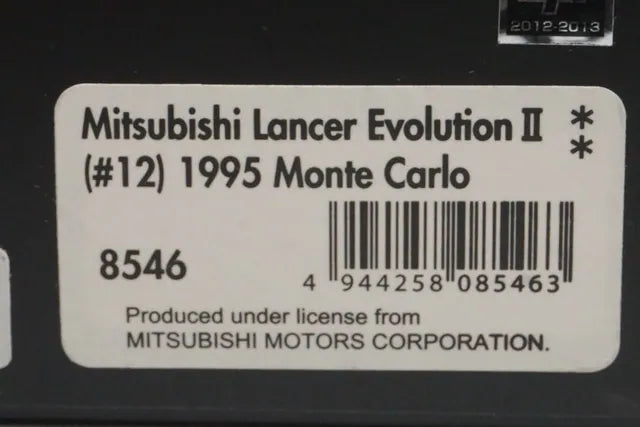 2012-2013
Mitsubishi Lancer Evolution II **
(#12) 1995 Monte Carlo
8546
4 944258 085463
Produced under license from
MITSUBISHI MOTORS CORPORATION.